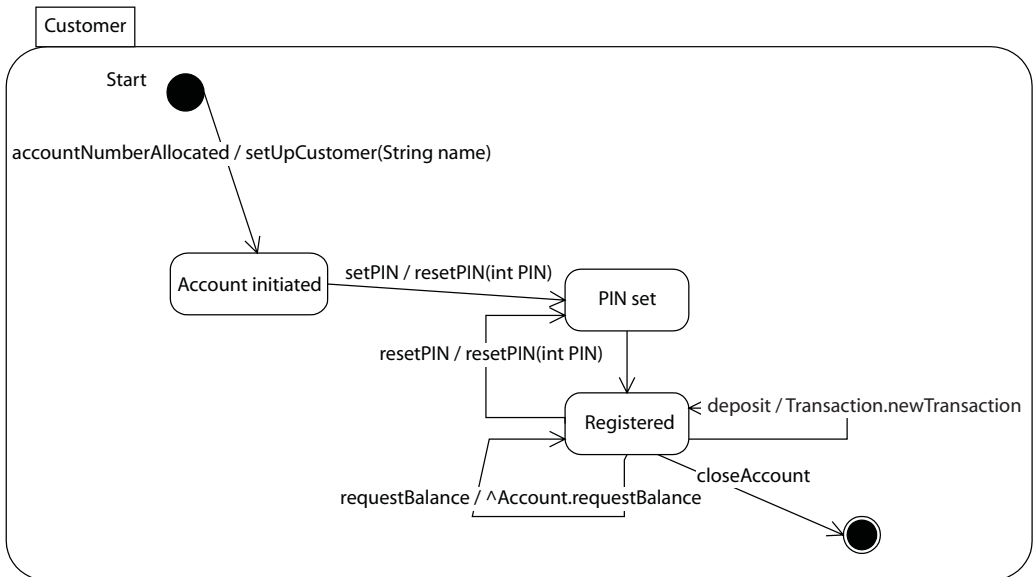 Customer
Start
accountNumberAllocated / setUpCustomer(String name)
Account initiated
setPIN / resetPIN(int PIN)
PIN set
resetPIN / resetPIN(int PIN)
Registered
deposit / Transaction.newTransaction
closeAccount
requestBalance / ^Account.requestBalance